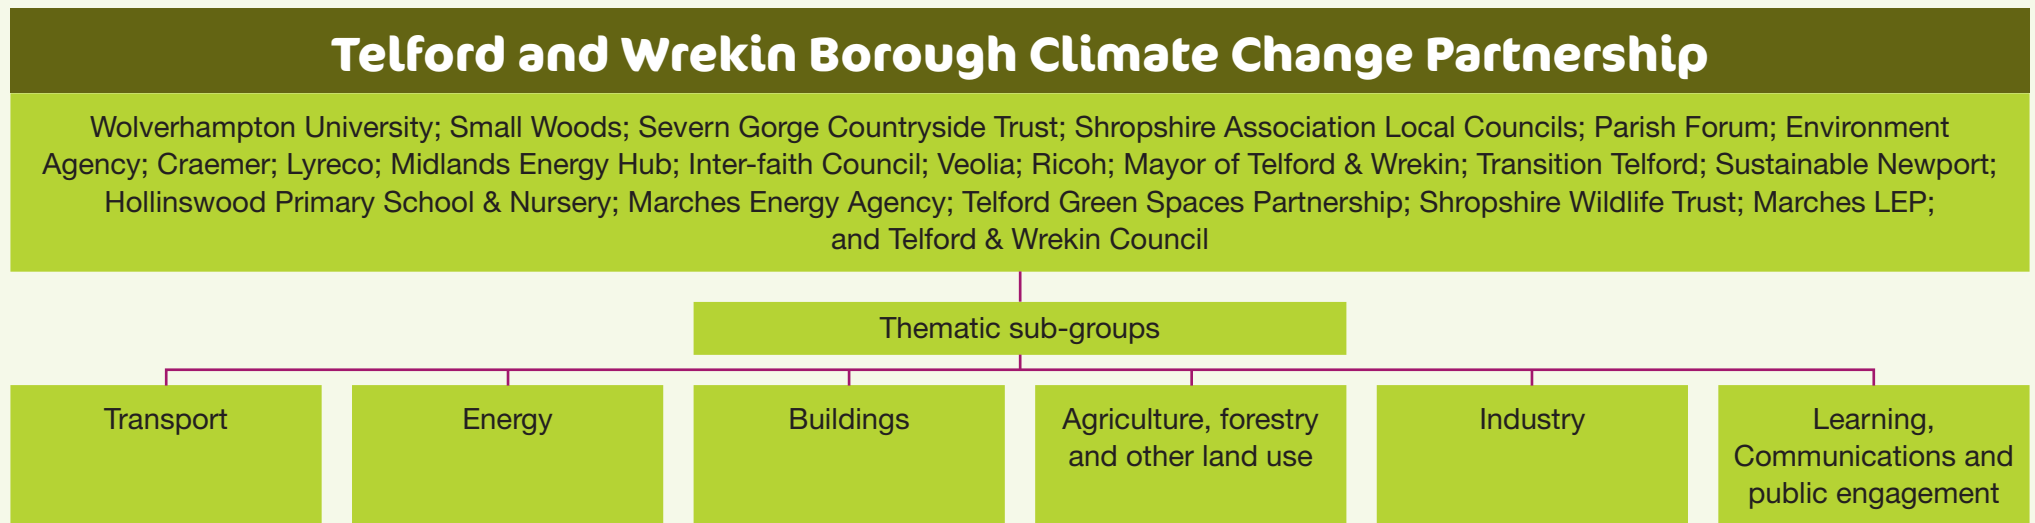 Telford and Wrekin Borough Climate Change Partnership
Wolverhampton University; Small Woods; Severn Gorge Countryside Trust; Shropshire Association Local Councils; Parish Forum; Environment
Agency; Craemer; Lyreco; Midlands Energy Hub; Inter-faith Council; Veolia; Ricoh; Mayor of Telford & Wrekin; Transition Telford; Sustainable Newport;
Hollinswood Primary School & Nursery; Marches Energy Agency; Telford Green Spaces Partnership; Shropshire Wildlife Trust; Marches LEP;
and Telford & Wrekin Council
Thematic sub-groups
Transport
Energy
Buildings
Agriculture, forestry
and other land use
Industry
Learning,
Communications and
public engagement